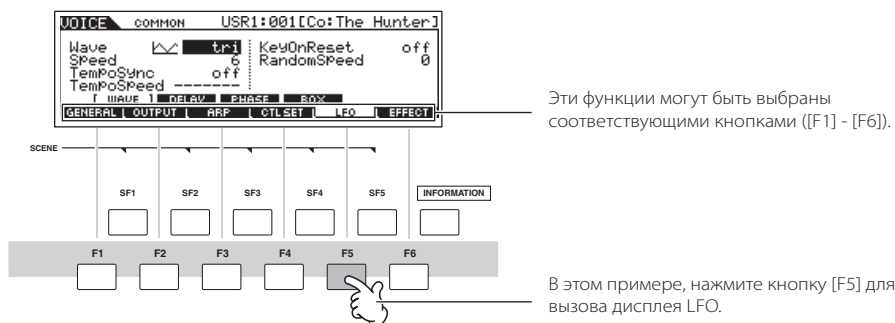 VOICE COMMON USR1:001[Co:The Hunter]
Wave tri KeyOnReset off
Speed 6 RandomSpeed 0
TempoSync off
TempoSpeed -------
[ WAVE ] DELAY PHASE BOX
GENERAL OUTPUT ARP CTLSET LFO EFFECT
Эти функции могут быть выбраны
соответствующими кнопками ([F1] - [F6]).
SCENE
SF1 SF2 SF3 SF4 SF5 INFORMATION
F1 F2 F3 F4 F5 F6
В этом примере, нажмите кнопку [F5] для
вызова дисплея LFO.